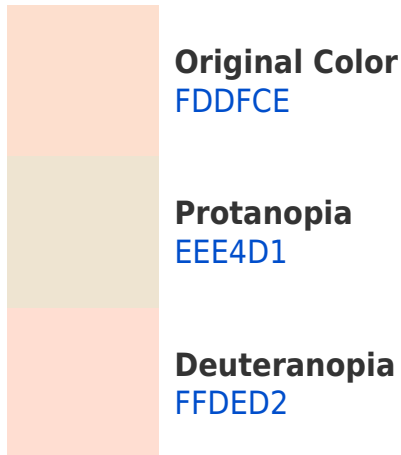 Original Color
FDDFCE
Protanopia
EEE4D1
Deuteranopia
FFDED2